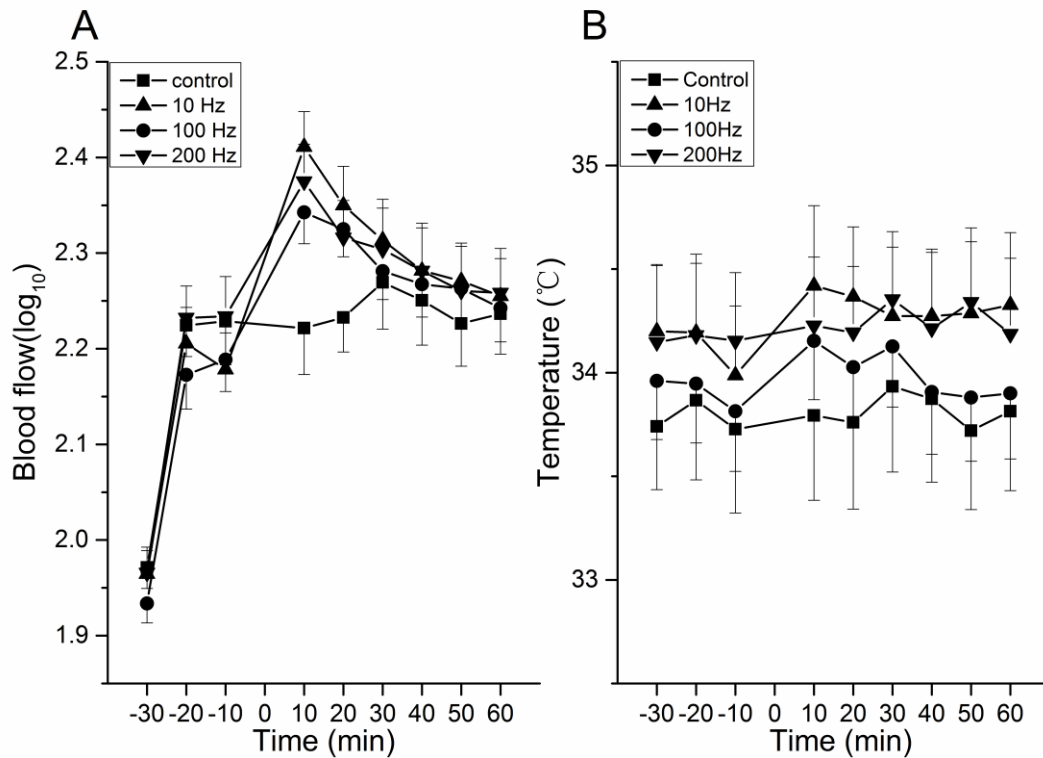 A
Blood flow(log10)
2.5
2.4
2.3
2.2
2.1
2.0
1.9
control
10 Hz
100 Hz
200 Hz
-30 -20 -10 0 10 20 30 40 50 60
Time (min)
B
Temperature (℃)
35
34
33
Control
10Hz
100Hz
200Hz
-30 -20 -10 0 10 20 30 40 50 60
Time (min)